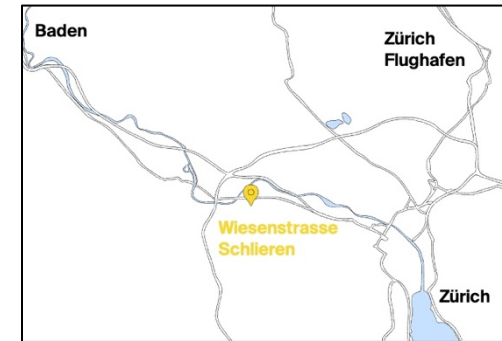 Baden
Zürich
Flughafen
Wiesenstrasse
Schlieren
Zürich